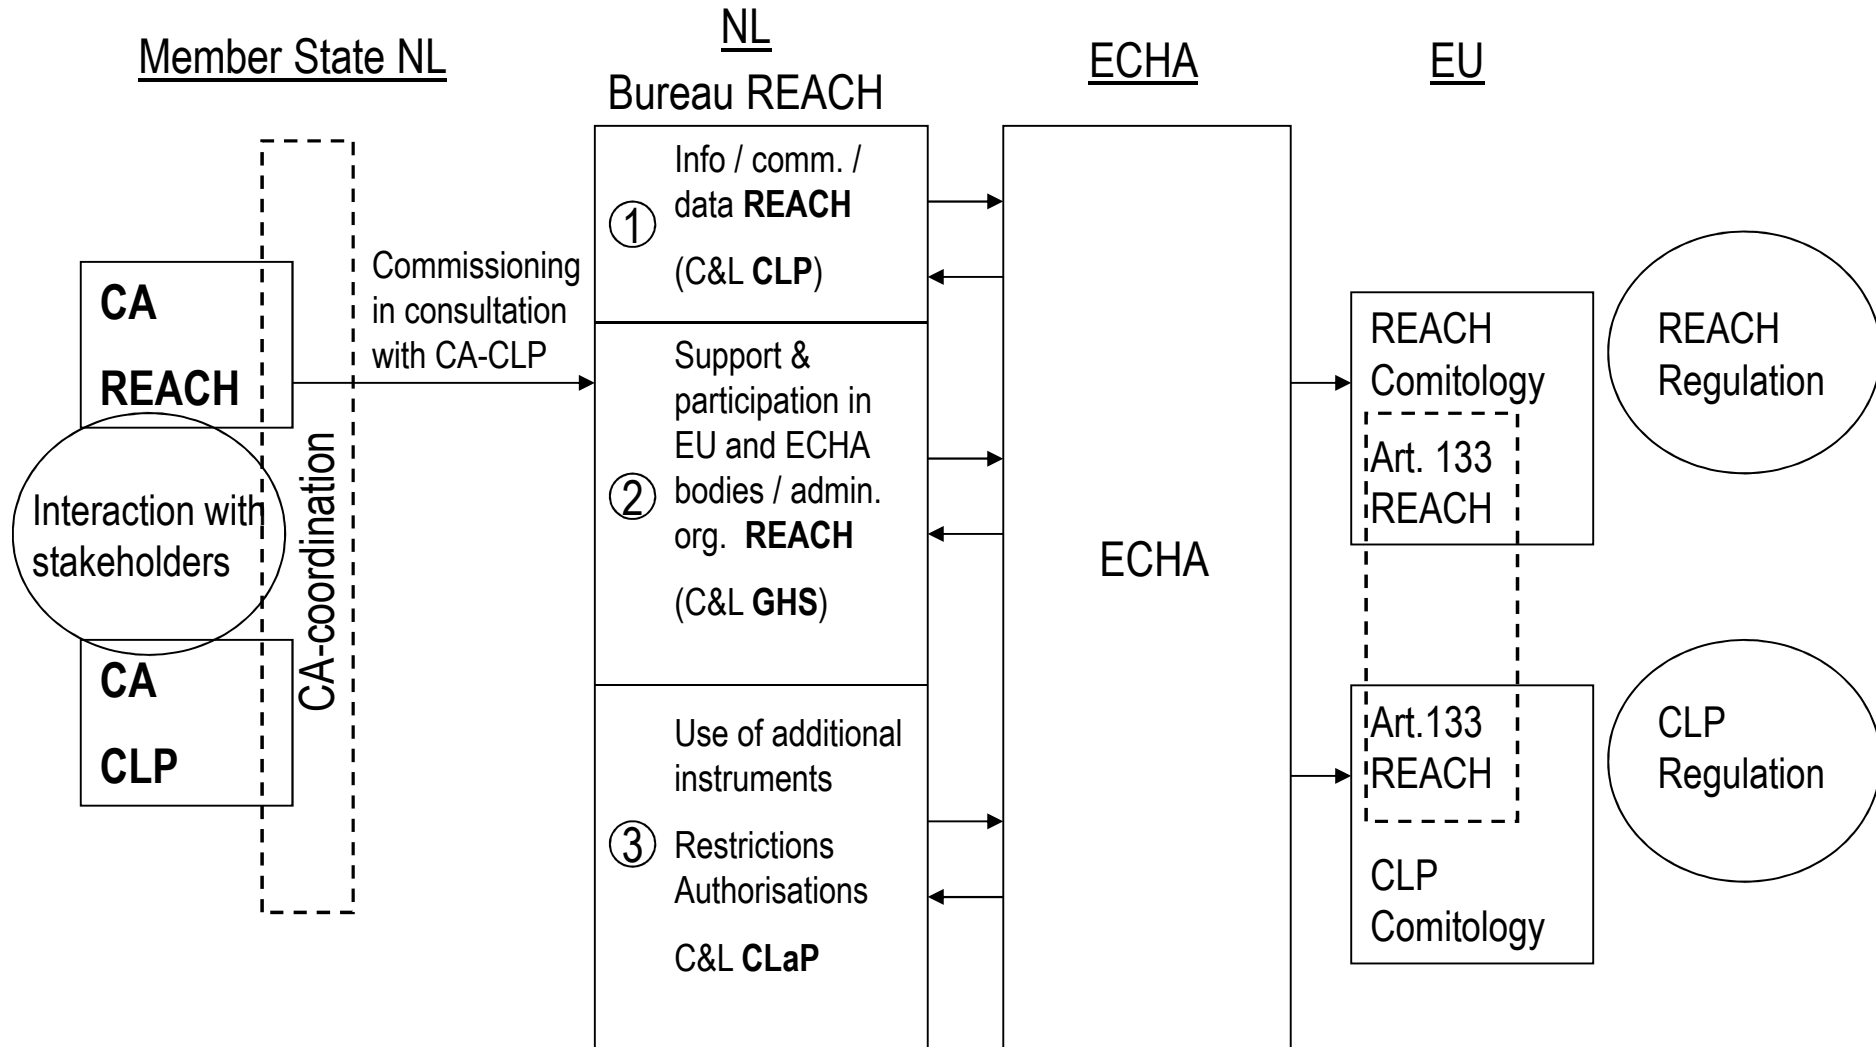 Member State NL
NL
Bureau REACH
ECHA
EU
CA
REACH
Interaction with
stakeholders
CA
CLP
CA-coordination
Commissioning
in consultation
with CA-CLP
1
Info / comm. /
data REACH
(C&L CLP)
2
Support &
participation in
EU and ECHA
bodies / admin.
org. REACH
(C&L GHS)
3
Use of additional
instruments
Restrictions
Authorisations
C&L CLaP
ECHA
REACH
Comitology
Art. 133
REACH
Art.133
REACH
CLP
Comitology
REACH
Regulation
CLP
Regulation